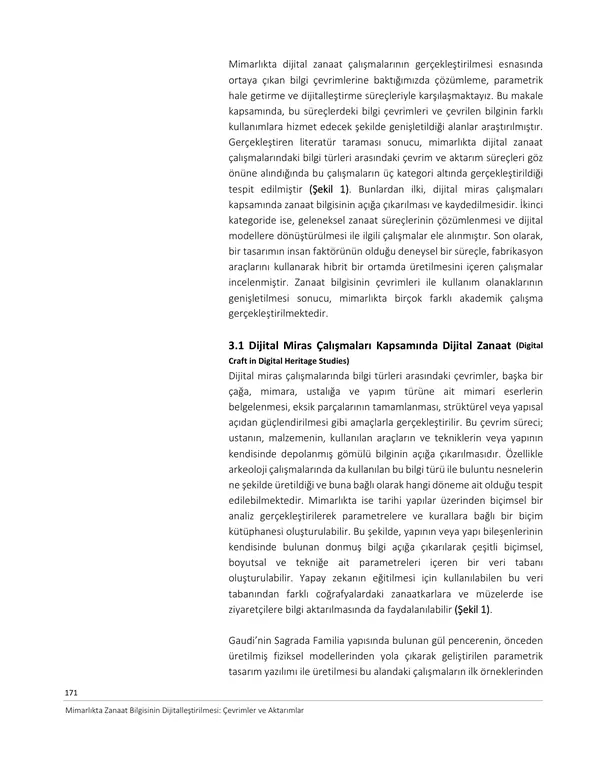 Mimarlıkta dijital zanaat çalışmalarının gerçekleştirilmesi esnasında
ortaya çıkan bilgi çevrimlerine baktığımızda çözümleme, parametrik
hale getirme ve dijitalleştirme süreçleriyle karşılaşmaktayız. Bu makale
kapsamında, bu süreçlerdeki bilgi çevrimleri ve çevrilen bilginin farklı
kullanımlara hizmet edecek şekilde genişletildiği alanlar araştırılmıştır.
Gerçekleştiren literatür taraması sonucu, mimarlıkta dijital zanaat
çalışmalarındaki bilgi türleri arasındaki çevrim ve aktarım süreçleri göz
önüne alındığında bu çalışmaların üç kategori altında gerçekleştirildiği
tespit edilmiştir (Şekil 1). Bunlardan ilki, dijital miras çalışmaları
kapsamında zanaat bilgisinin açığa çıkarılması ve kaydedilmesidir. İkinci
kategoride ise, geleneksel zanaat süreçlerinin çözümlenmesi ve dijital
modellere dönüştürülmesi ile ilgili çalışmalar ele alınmıştır. Son olarak,
bir tasarımın insan faktörünün olduğu deneysel bir süreçle, fabrikasyon
araçlarını kullanarak hibrit bir ortamda üretilmesini içeren çalışmalar
incelenmiştir. Zanaat bilgisinin çevrimleri ile kullanım olanaklarının
genişletilmesi sonucu, mimarlıkta birçok farklı akademik çalışma
gerçekleştirilmektedir.
3.1 Dijital Miras Çalışmaları Kapsamında Dijital Zanaat (Digital
Craft in Digital Heritage Studies)
Dijital miras çalışmalarında bilgi türleri arasındaki çevrimler, başka bir
çağa, mimara, ustalığa ve yapım türüne ait mimari eserlerin
belgelenmesi, eksik parçalarının tamamlanması, strüktürel veya yapısal
açıdan güçlendirilmesi gibi amaçlarla gerçekleştirilir. Bu çevrim süreci;
ustanın, malzemenin, kullanılan araçların ve tekniklerin veya yapının
kendisinde depolanmış gömülü bilginin açığa çıkarılmasıdır. Özellikle
arkeoloji çalışmalarında da kullanılan bu bilgi türü ile buluntu nesnelerin
ne şekilde üretildiği ve buna bağlı olarak hangi döneme ait olduğu tespit
edilebilmektedir. Mimarlıkta ise tarihi yapılar üzerinden biçimsel bir
analiz gerçekleştirilerek parametrelere ve kurallara bağlı bir biçim
kütüphanesi oluşturulabilir. Bu şekilde, yapının veya yapı bileşenlerinin
kendisinde bulunan donmuş bilgi açığa çıkarılarak çeşitli biçimsel,
boyutsal ve tekniğe ait parametreleri içeren bir veri tabanı
oluşturulabilir. Yapay zekanın eğitilmesi için kullanılabilen bu veri
tabanından farklı coğrafyalardaki zanaatkarlara ve müzelerde ise
ziyaretçilere bilgi aktarılmasında da faydalanılabilir (Şekil 1).
Gaudi’nin Sagrada Familia yapısında bulunan gül pencerenin, önceden
üretilmiş fiziksel modellerinden yola çıkarak geliştirilen parametrik
tasarım yazılımı ile üretilmesi bu alandaki çalışmaların ilk örneklerinden
171
Mimarlıkta Zanaat Bilgisinin Dijitalleştirilmesi: Çevrimler ve Aktarımlar